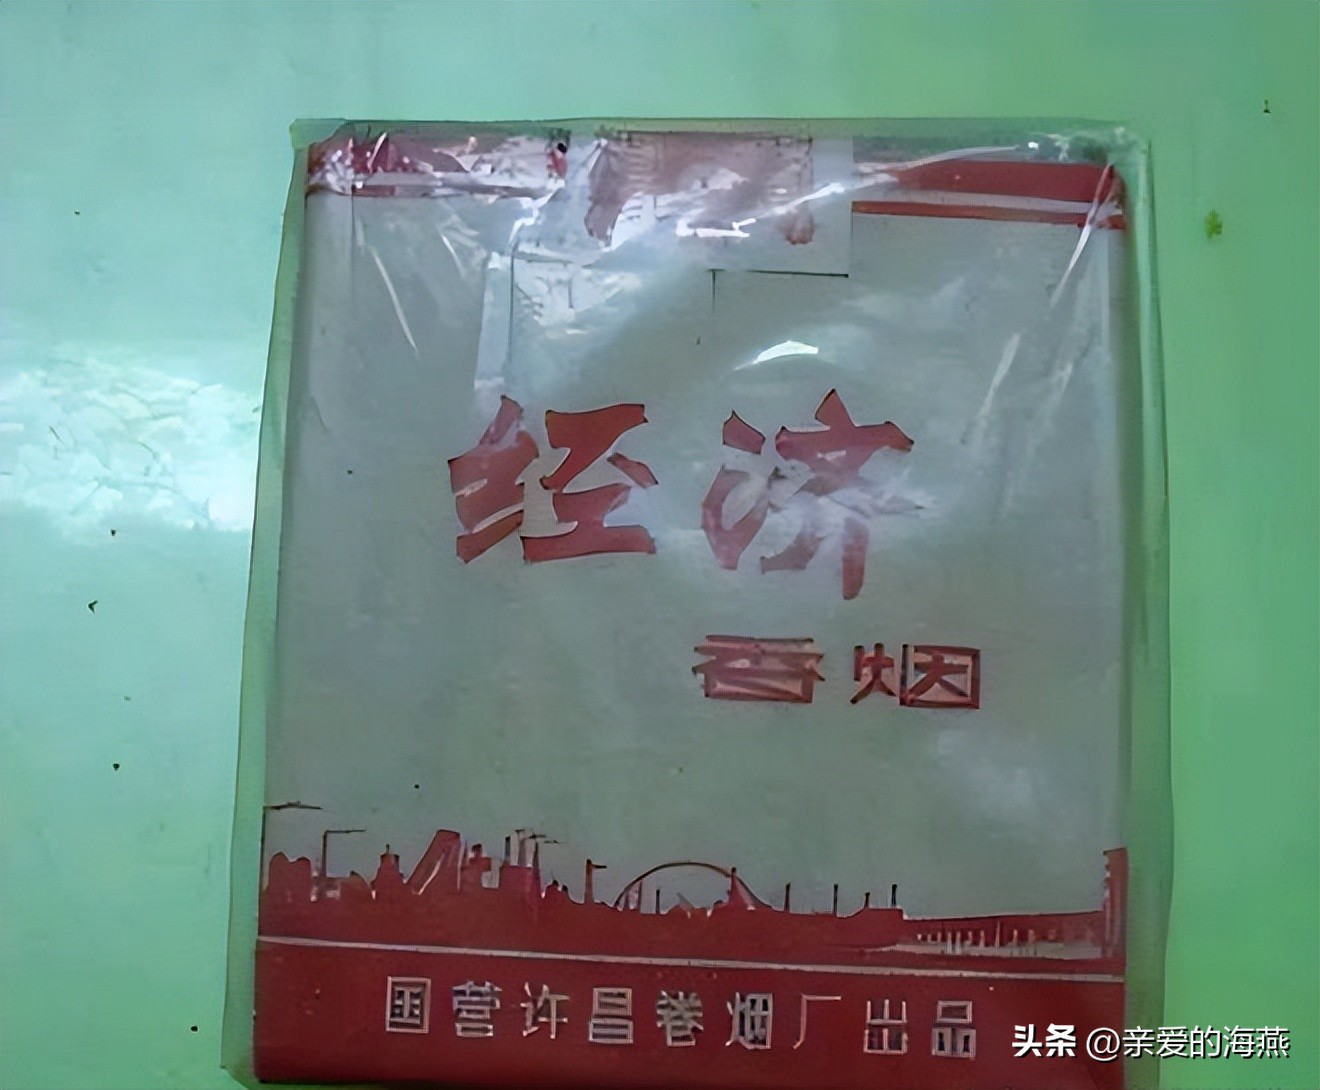 经济
香烟
国营许昌卷烟厂出品
头条 @亲爱的海燕